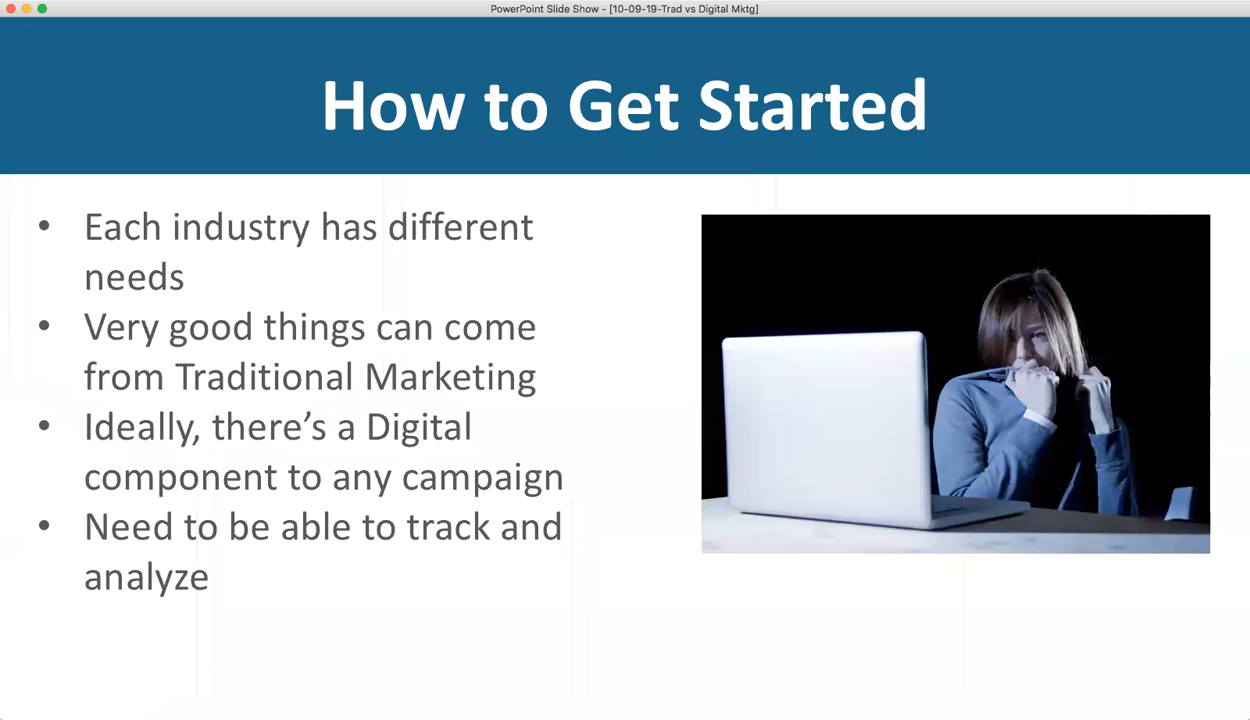 PowerPoint Slide Show - [10-09-19-Trad vs Digital Mktg]
How to Get Started
• Each industry has different
needs
• Very good things can come
from Traditional Marketing
• Ideally, there’s a Digital
component to any campaign
• Need to be able to track and
analyze